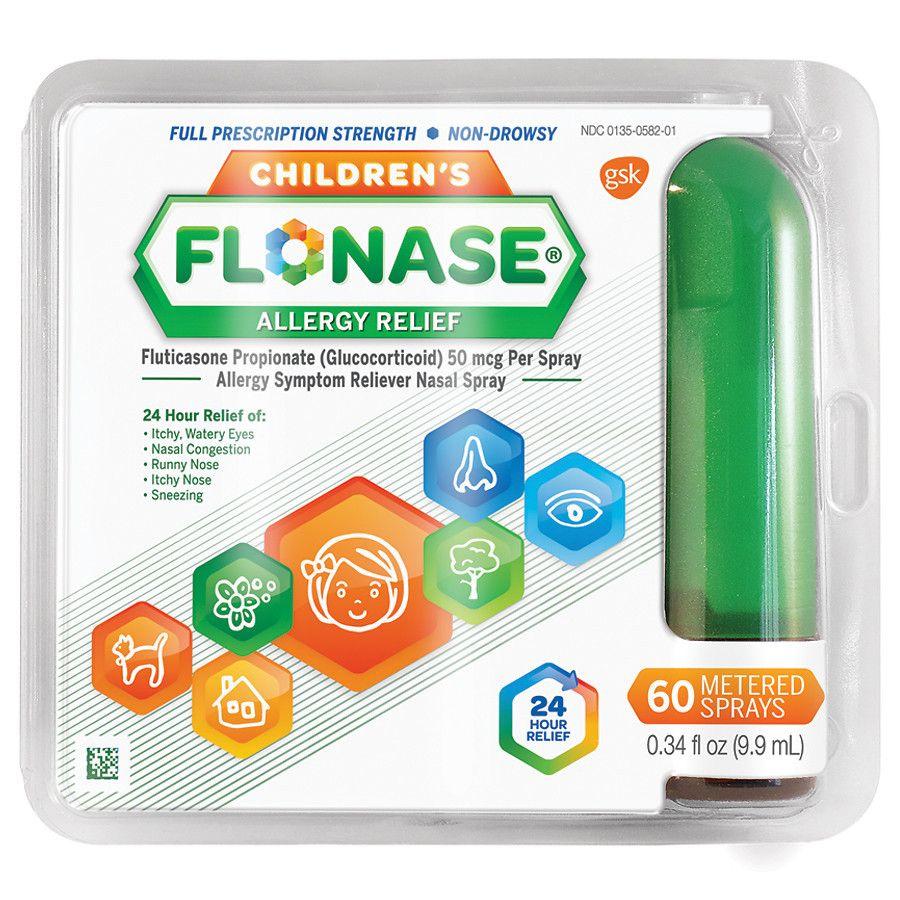 FULL PRESCRIPTION STRENGTH • NON-DROWSY
NDC 0135-0582-01
CHILDREN'S
gsk
FLONASE®
ALLERGY RELIEF
Fluticasone Propionate (Glucocorticoid) 50 mcg Per Spray
Allergy Symptom Reliever Nasal Spray
24 Hour Relief of:
• Itchy, Watery Eyes
• Nasal Congestion
• Runny Nose
• Itchy Nose
• Sneezing
24
HOUR
RELIEF
60 METERED
SPRAYS
0.34 fl oz (9.9 mL)